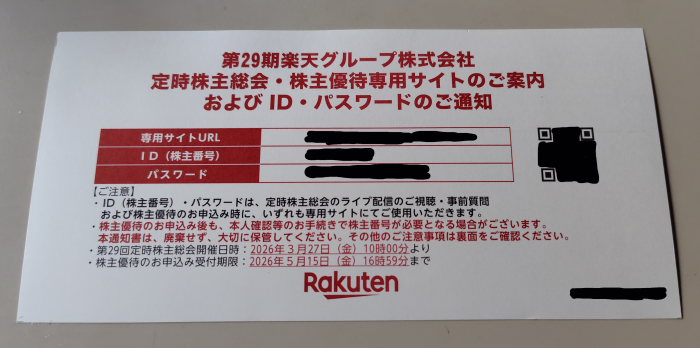 第29期楽天グループ株式会社
定時株主総会・株主優待専用サイトのご案内
および ID・パスワードのご通知
専用サイトURL
ID（株主番号）
パスワード
【ご注意】
・ID（株主番号）・パスワードは、定時株主総会のライブ配信のご視聴・事前質問
および株主優待のお申込み時に、いずれも専用サイトにてご使用いただきます。
・株主優待のお申込み後も、本人確認等のお手続きで株主番号が必要となる場合がございます。
本通知書は、廃棄せず、大切に保管してください。その他のご注意事項は裏面をご確認ください。
・第29回定時株主総会開催日時：2026年3月27日（金）10時00分より
・株主優待のお申込み受付期限：2026年5月15日（金）16時59分まで
Rakuten